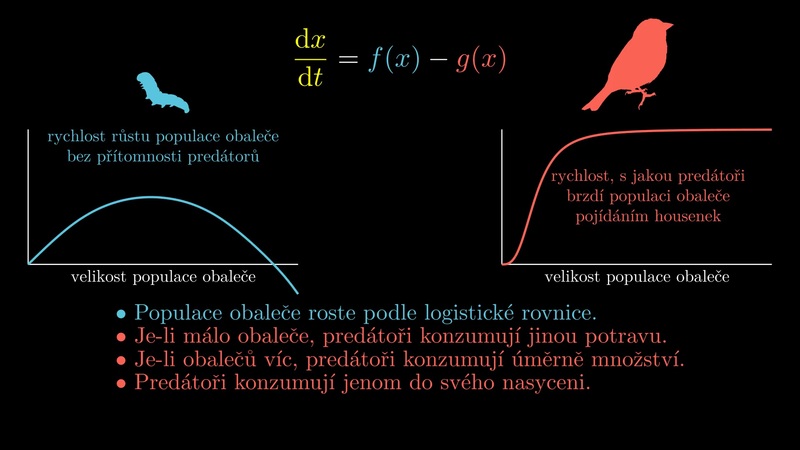 dx/dt = f(x) − g(x)
rychlost růstu populace obaleče
bez přítomnosti predátorů
velikost populace obaleče
rychlost, s jakou predátoři
brzdí populaci obaleče
pojídáním housenek
velikost populace obaleče
• Populace obaleče roste podle logistické rovnice.
• Je-li málo obaleče, predátoři konzumují jinou potravu.
• Je-li obalečů víc, predátoři konzumují úměrně množství.
• Predátoři konzumují jenom do svého nasyceni.